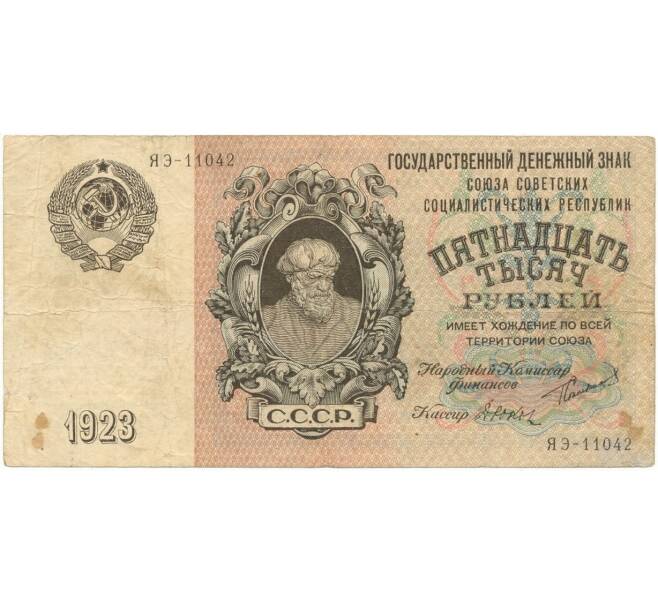 ЯЭ-11042
ГОСУДАРСТВЕННЫЙ ДЕНЕЖНЫЙ ЗНАК
СОЮЗА СОВЕТСКИХ
СОЦИАЛИСТИЧЕСКИХ РЕСПУБЛИК
ПЯТНАДЦАТЬ
ТЫСЯЧ
РУБЛЕЙ
ИМЕЕТ ХОЖДЕНИЕ ПО ВСЕЙ
ТЕРРИТОРИИ СОЮЗА
Народный Комиссар
финансов
Кассир
С.С.С.Р.
1923
ЯЭ-11042